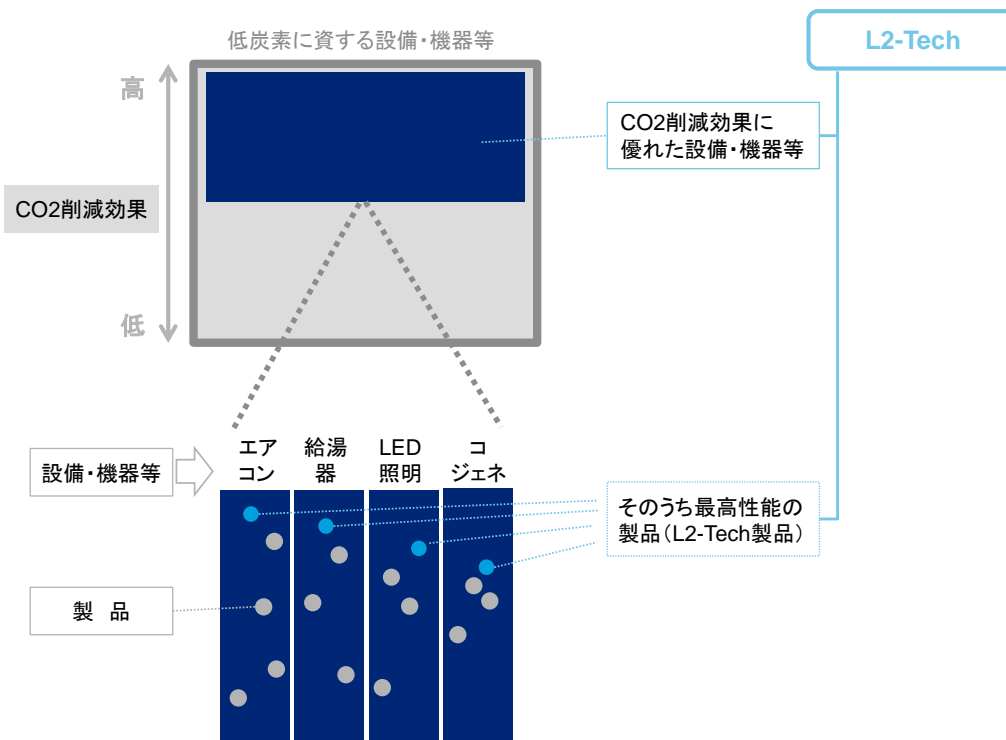 低炭素に資する設備・機器等
L2-Tech
高
CO2削減効果に
優れた設備・機器等
CO2削減効果
低
エア
コン
給湯
器
LED
照明
コ
ジェネ
設備・機器等
そのうち最高性能の
製品(L2-Tech製品)
製 品